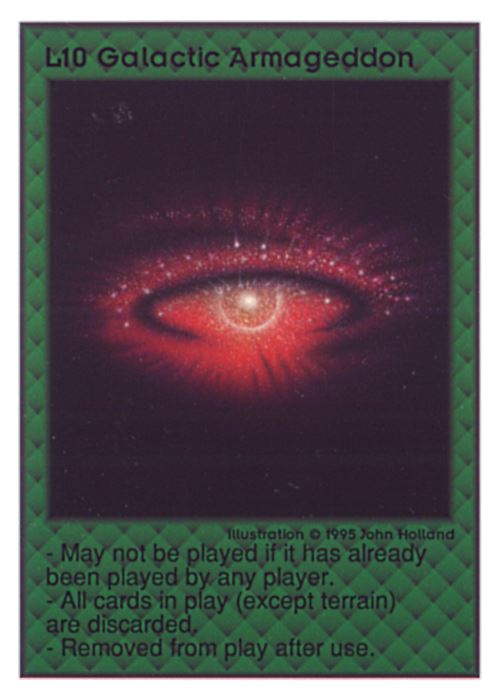 L10 Galactic Armageddon
Illustration © 1995 John Holland
- May not be played if it has already
been played by any player.
- All cards in play (except terrain)
are discarded.
- Removed from play after use.